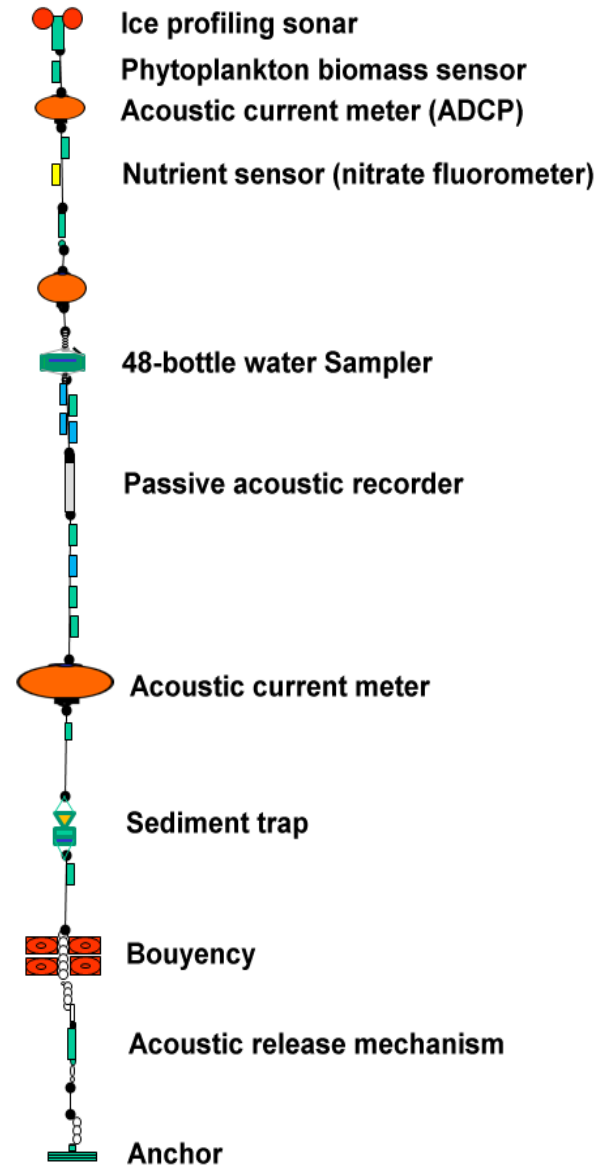 Ice profiling sonar
Phytoplankton biomass sensor
Acoustic current meter (ADCP)
Nutrient sensor (nitrate fluorometer)
48-bottle water Sampler
Passive acoustic recorder
Acoustic current meter
Sediment trap
Bouyency
Acoustic release mechanism
Anchor